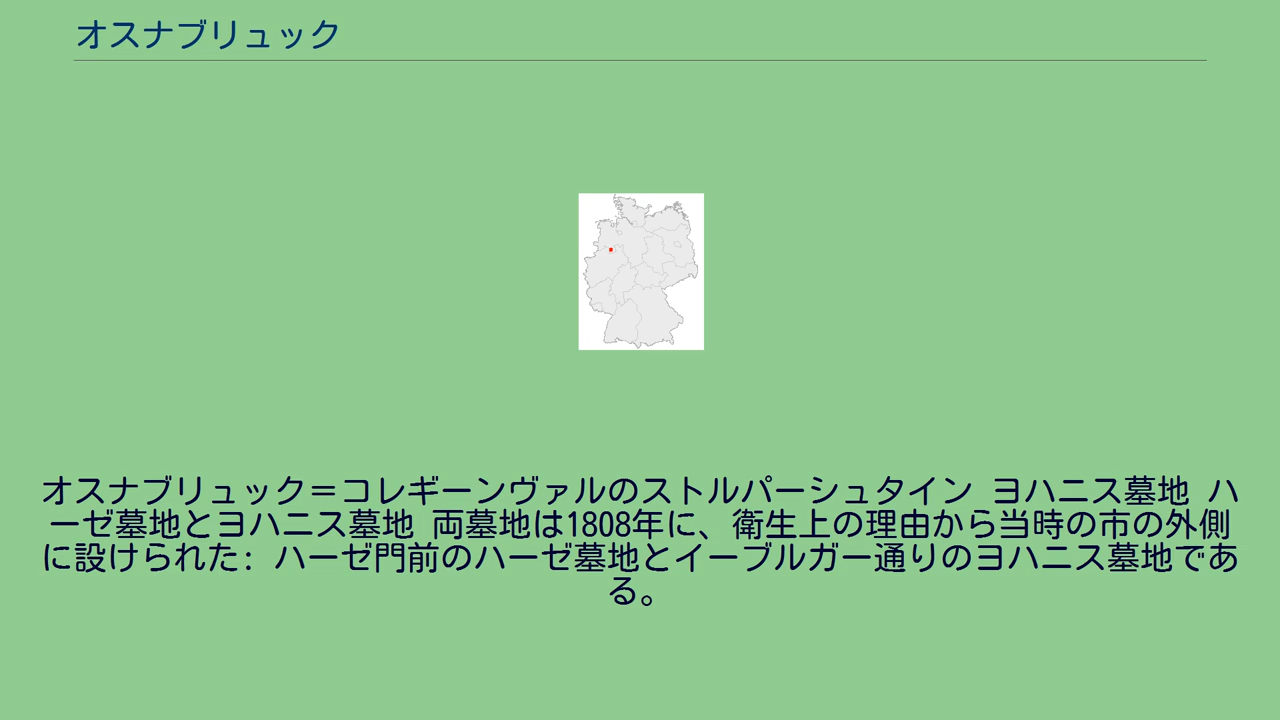 オスナブリュック
オスナブリュック＝コレギーンヴァルのストルパーシュタイン ヨハニス墓地 ハ
ーゼ墓地とヨハニス墓地 両墓地は1808年に、衛生上の理由から当時の市の外側
に設けられた: ハーゼ門前のハーゼ墓地とイーブルガー通りのヨハニス墓地であ
る。